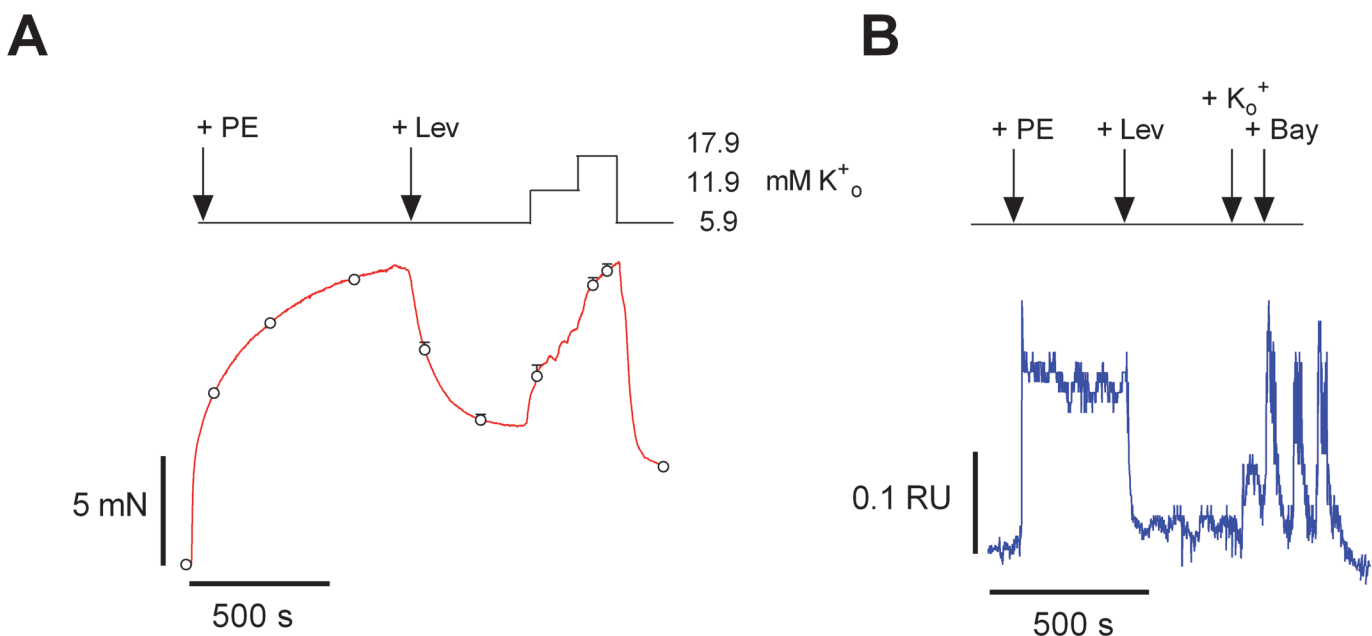 A
+ PE
+ Lev
17.9
11.9 mM K⁺ₒ
5.9
5 mN
500 s
B
+ Kₒ⁺
+ PE
+ Lev
+ Bay
0.1 RU
500 s